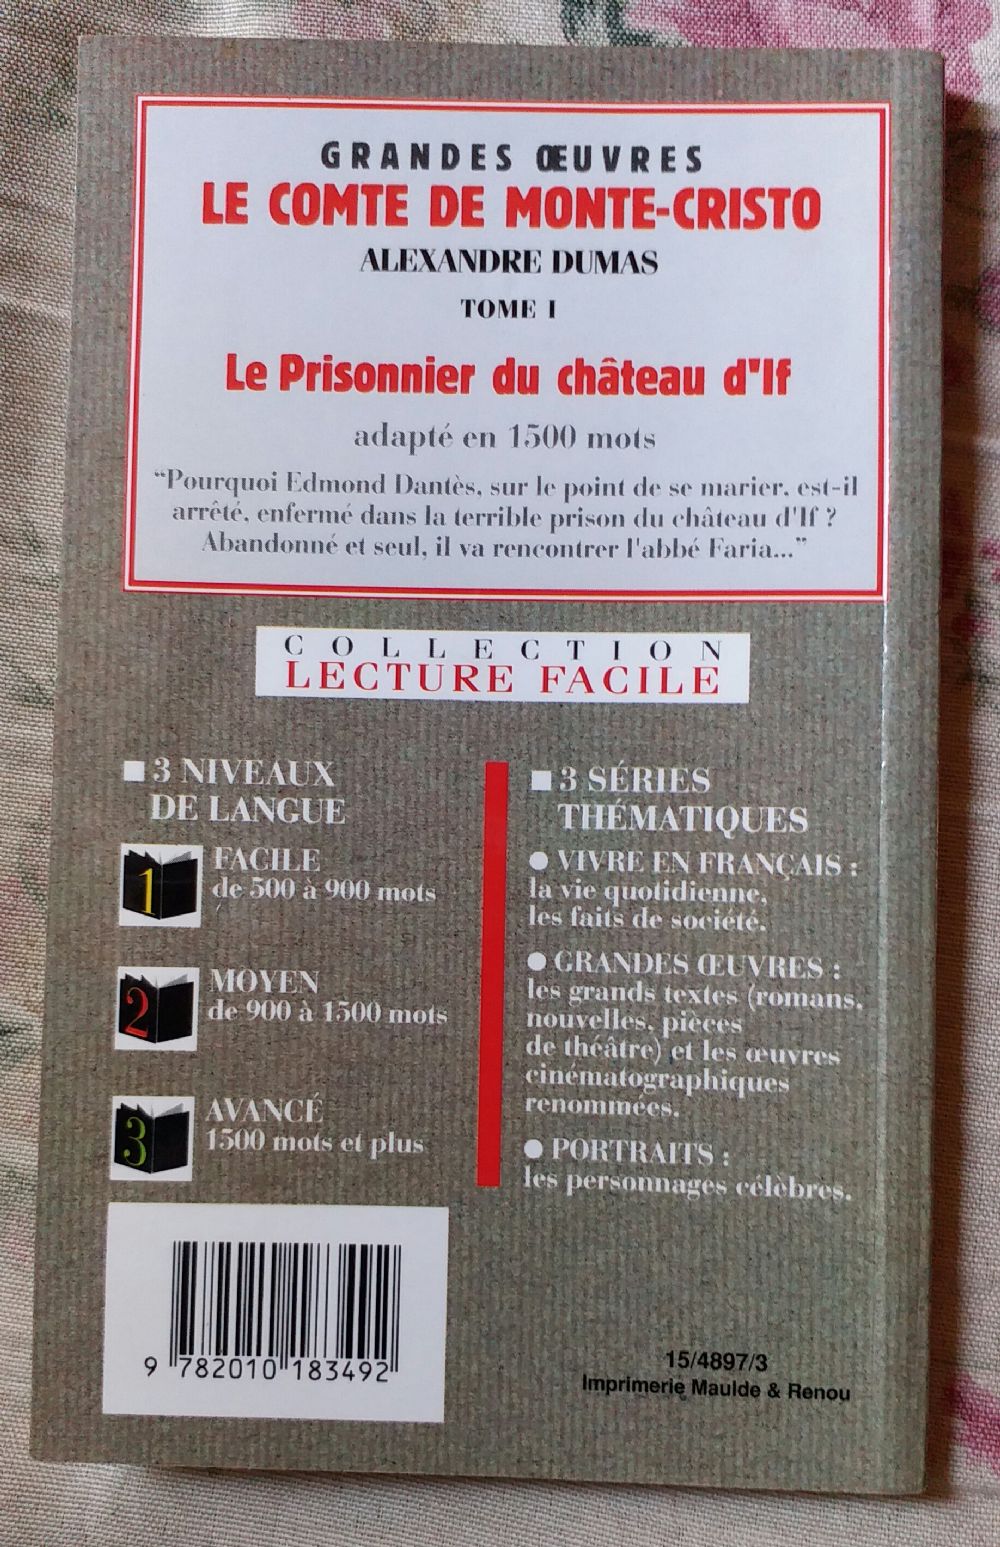 GRANDES ŒUVRES
LE COMTE DE MONTE-CRISTO
ALEXANDRE DUMAS
TOME I
Le Prisonnier du château d'If
adapté en 1500 mots
“Pourquoi Edmond Dantès, sur le point de se marier, est-il
arrêté, enfermé dans la terrible prison du château d'If ?
Abandonné et seul, il va rencontrer l'abbé Faria...”
COLLECTION
LECTURE FACILE
3 NIVEAUX
DE LANGUE
1
FACILE
de 500 à 900 mots
2
MOYEN
de 900 à 1500 mots
3
AVANCÉ
1500 mots et plus
3 SÉRIES
THÉMATIQUES
● VIVRE EN FRANÇAIS :
la vie quotidienne,
les faits de société.
● GRANDES ŒUVRES :
les grands textes (romans,
nouvelles, pièces
de théâtre) et les œuvres
cinématographiques
renommées.
● PORTRAITS :
les personnages célèbres.
9 782010 183492
15/4897/3
Imprimerie Maulde & Renou